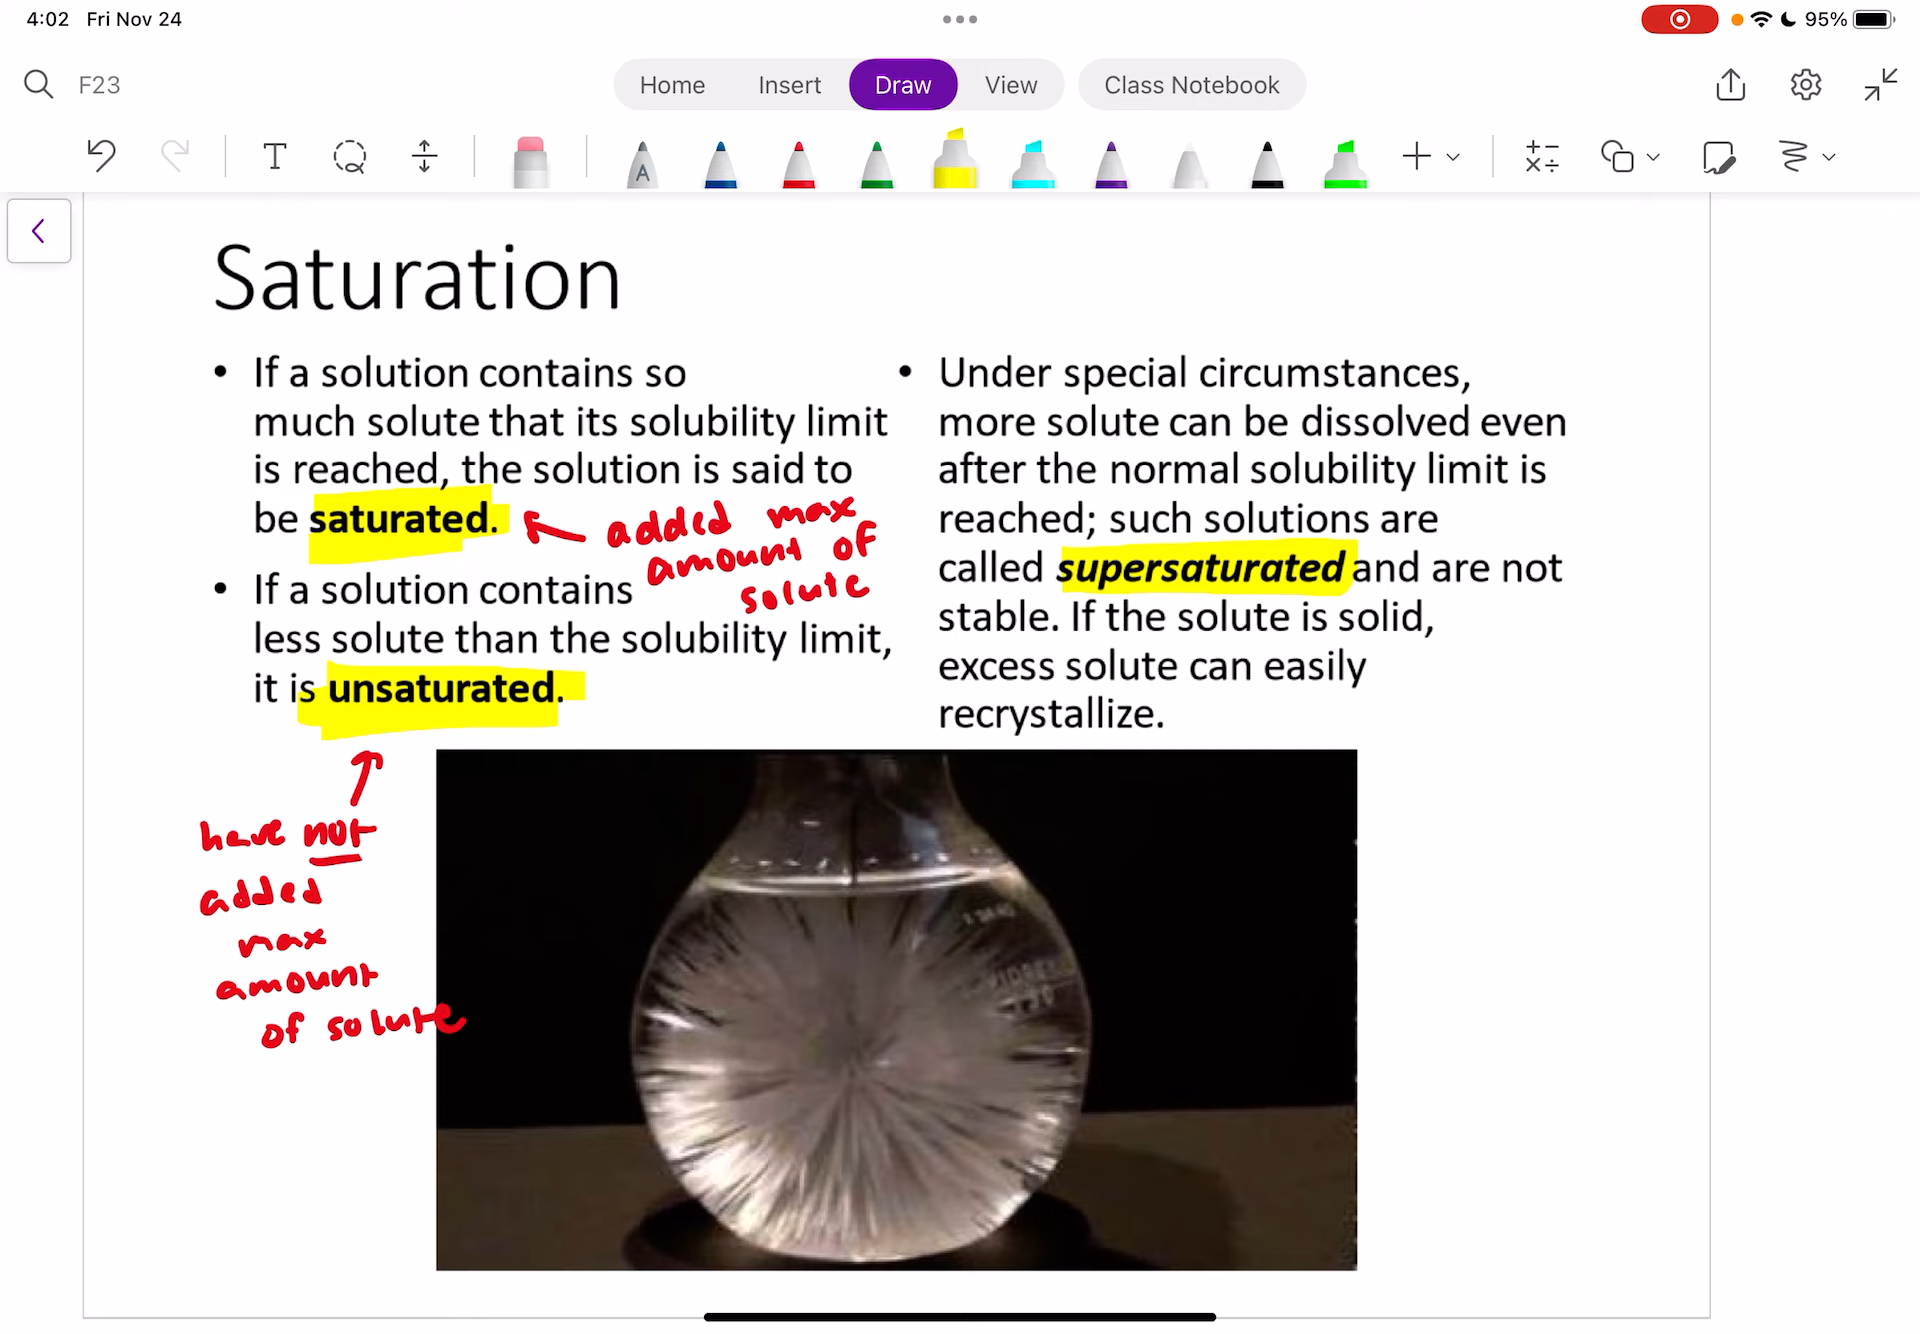 4:02 Fri Nov 24
95%
F23
Home Insert Draw View Class Notebook
T
A
Saturation
• If a solution contains so
much solute that its solubility limit
is reached, the solution is said to
be saturated.
added max
amount of
solute
• If a solution contains
less solute than the solubility limit,
it is unsaturated.
have not
added
max
amount
of solute
• Under special circumstances,
more solute can be dissolved even
after the normal solubility limit is
reached; such solutions are
called supersaturated and are not
stable. If the solute is solid,
excess solute can easily
recrystallize.